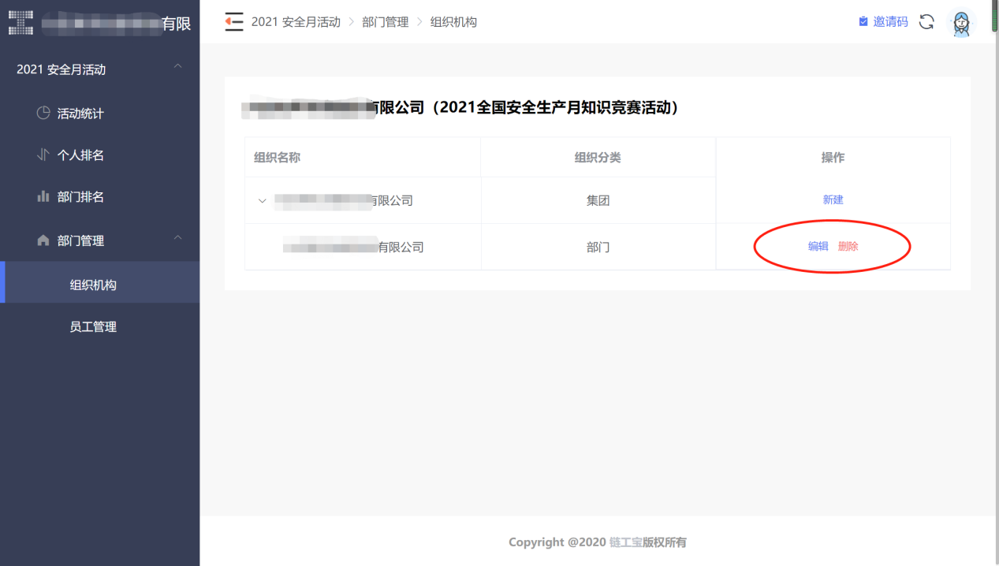 有限
2021 安全月活动 部门管理 组织机构
邀请码
2021 安全月活动
活动统计
个人排名
部门排名
部门管理
组织机构
员工管理
有限公司（2021全国安全生产月知识竞赛活动）
组织名称 组织分类 操作
有限公司 集团 新建
有限公司 部门 编辑 删除
Copyright @2020 链工宝版权所有